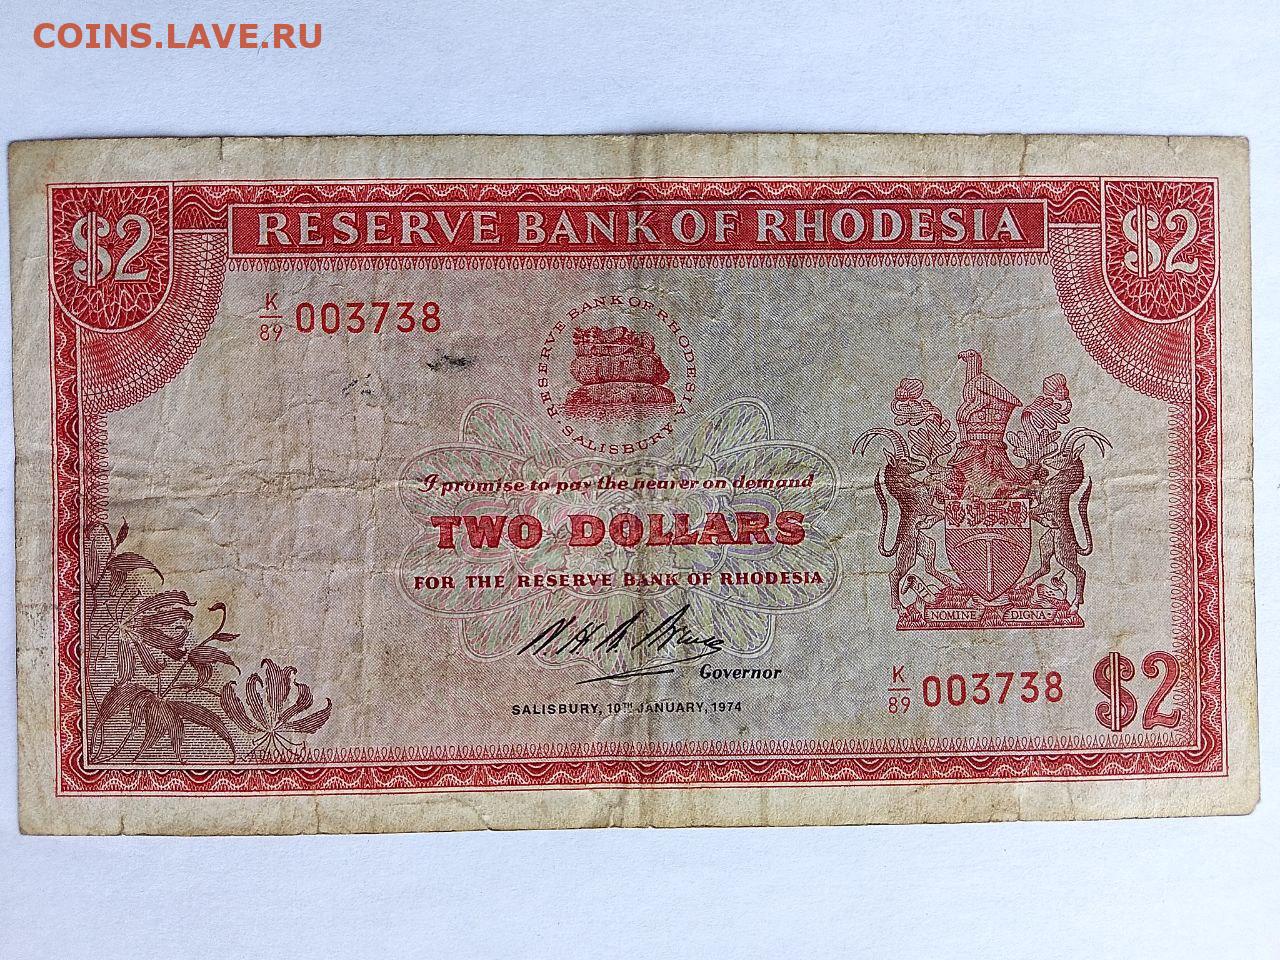 COINS.LAVE.RU
$2 RESERVE BANK OF RHODESIA $2
K/89 003738
RESERVE BANK OF RHODESIA
SALISBURY
I promise to pay the bearer on demand
TWO DOLLARS
FOR THE RESERVE BANK OF RHODESIA
NOMINE DIGNA
Governor
K/89 003738 $2
SALISBURY, 10TH JANUARY, 1974